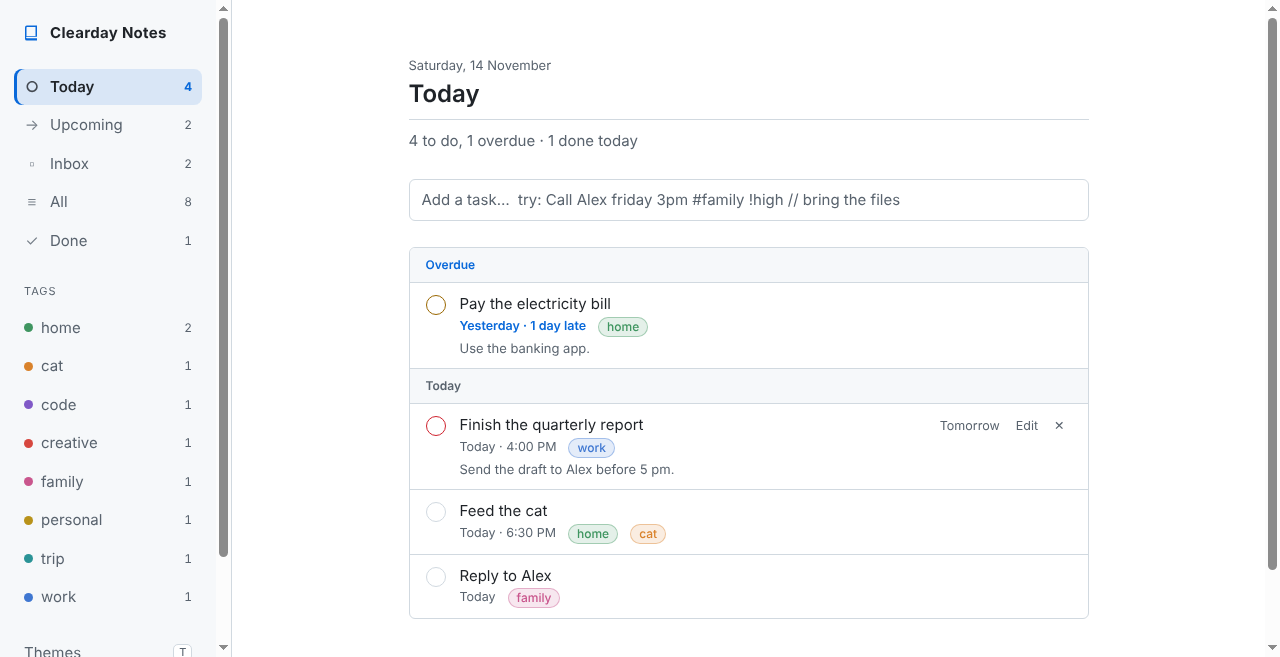 Clearday Notes
Today 4
Upcoming 2
Inbox 2
All 8
Done 1
TAGS
home 2
cat 1
code 1
creative 1
family 1
personal 1
trip 1
work 1
Themes T
Saturday, 14 November
Today
4 to do, 1 overdue · 1 done today
Add a task... try: Call Alex friday 3pm #family !high // bring the files
Overdue
Pay the electricity bill
Yesterday · 1 day late home
Use the banking app.
Today
Finish the quarterly report Tomorrow Edit ×
Today · 4:00 PM work
Send the draft to Alex before 5 pm.
Feed the cat
Today · 6:30 PM home cat
Reply to Alex
Today family